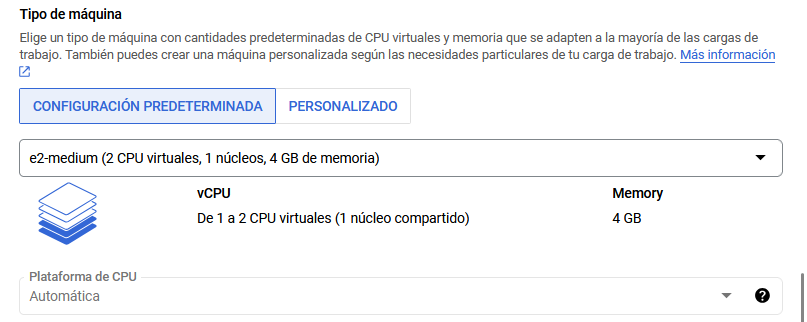 Tipo de máquina
Elige un tipo de máquina con cantidades predeterminadas de CPU virtuales y memoria que se adapten a la mayoría de las cargas de
trabajo. También puedes crear una máquina personalizada según las necesidades particulares de tu carga de trabajo. Más información
CONFIGURACIÓN PREDETERMINADA PERSONALIZADO
e2-medium (2 CPU virtuales, 1 núcleos, 4 GB de memoria)
vCPU Memory
De 1 a 2 CPU virtuales (1 núcleo compartido) 4 GB
Plataforma de CPU
Automática